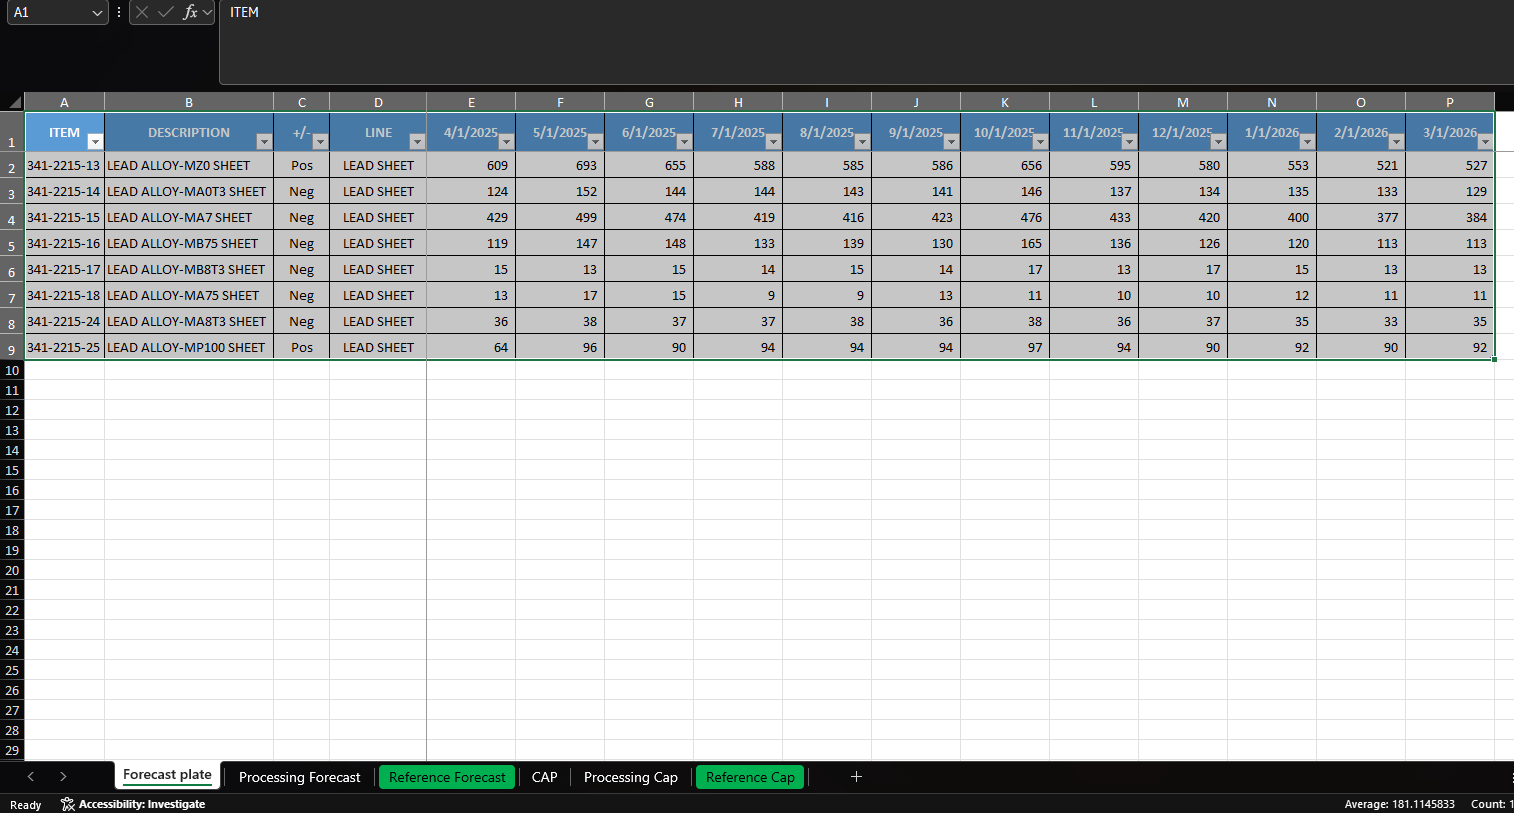 A1 fx ITEM
A B C D E F G H I J K L M N O P
1 ITEM DESCRIPTION +/- LINE 4/1/2025 5/1/2025 6/1/2025 7/1/2025 8/1/2025 9/1/2025 10/1/2025 11/1/2025 12/1/2025 1/1/2026 2/1/2026 3/1/2026
2 341-2215-13 LEAD ALLOY-MZ0 SHEET Pos LEAD SHEET 609 693 655 588 585 586 656 595 580 553 521 527
3 341-2215-14 LEAD ALLOY-MA0T3 SHEET Neg LEAD SHEET 124 152 144 144 143 141 146 137 134 135 133 129
4 341-2215-15 LEAD ALLOY-MA7 SHEET Neg LEAD SHEET 429 499 474 419 416 423 476 433 420 400 377 384
5 341-2215-16 LEAD ALLOY-MB75 SHEET Neg LEAD SHEET 119 147 148 133 139 130 165 136 126 120 113 113
6 341-2215-17 LEAD ALLOY-MB8T3 SHEET Neg LEAD SHEET 15 13 15 14 15 14 17 13 17 15 13 13
7 341-2215-18 LEAD ALLOY-MA75 SHEET Neg LEAD SHEET 13 17 15 9 9 13 11 10 10 12 11 11
8 341-2215-24 LEAD ALLOY-MA8T3 SHEET Neg LEAD SHEET 36 38 37 37 38 36 38 36 37 35 33 35
9 341-2215-25 LEAD ALLOY-MP100 SHEET Pos LEAD SHEET 64 96 90 94 94 94 97 94 90 92 90 92
10
11
12
13
14
15
16
17
18
19
20
21
22
23
24
25
26
27
28
29
Forecast plate Processing Forecast Reference Forecast CAP Processing Cap Reference Cap
Ready Accessibility: Investigate Average: 181.1145833 Count: 1